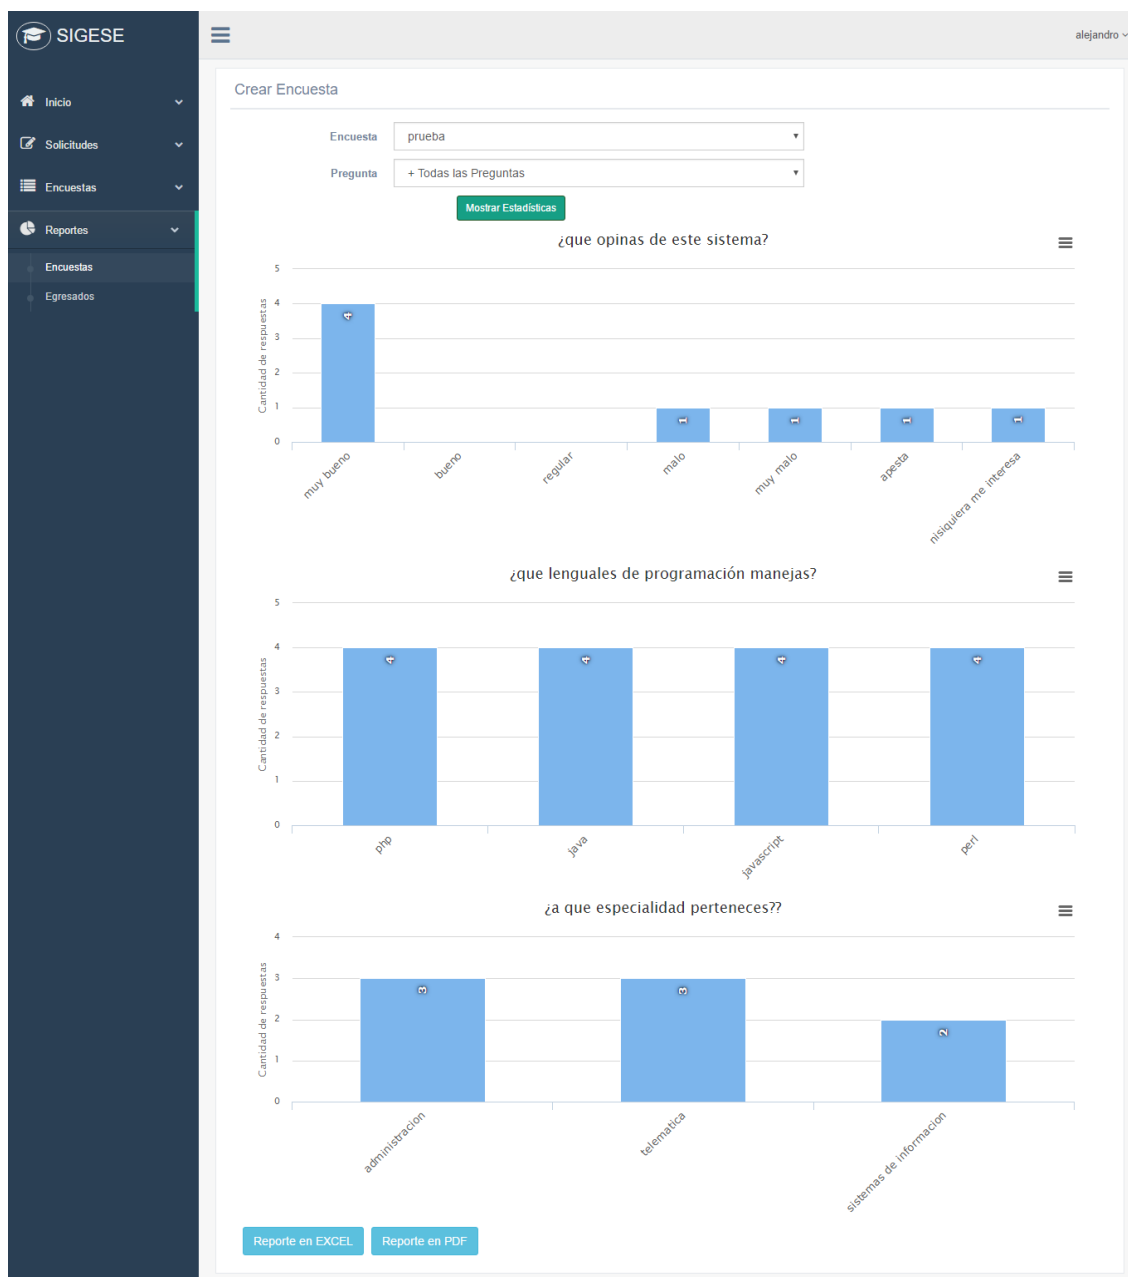 SIGESE
alejandro
Inicio
Solicitudes
Encuestas
Reportes
Encuestas
Egresados
Crear Encuesta
Encuesta
prueba
Pregunta
+ Todas las Preguntas
Mostrar Estadísticas
¿que opinas de este sistema?
Cantidad de respuestas
5
4
3
2
1
0
4
1
1
1
1
muy bueno
bueno
regular
malo
muy malo
apesta
nisiquiera me interesa
¿que lenguales de programación manejas?
Cantidad de respuestas
5
4
3
2
1
0
4
4
4
4
php
java
javascript
perl
¿a que especialidad perteneces??
Cantidad de respuestas
4
3
2
1
0
3
3
2
administracion
telematica
sistemas de informacion
Reporte en EXCEL
Reporte en PDF